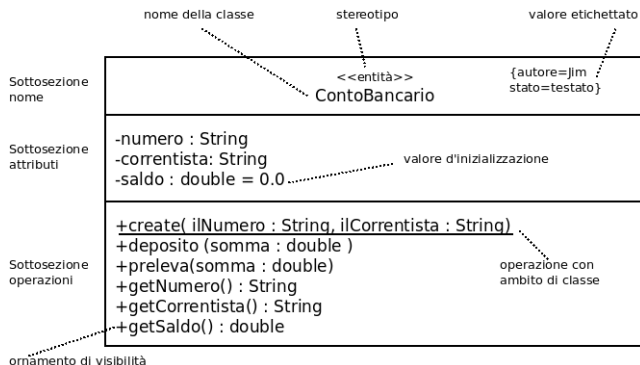 nome della classe
stereotipo
valore etichettato
Sottosezione
nome
<<entità>>
ContoBancario
{autore=Jim
stato=testato}
Sottosezione
attributi
-numero : String
-correntista: String
-saldo : double = 0.0
valore d'inizializzazione
Sottosezione
operazioni
+create( ilNumero : String, ilCorrentista : String)
+deposito (somma : double )
+preleva(somma : double)
+getNumero() : String
+getCorrentista() : String
+getSaldo() : double
operazione con
ambito di classe
ornamento di visibilità